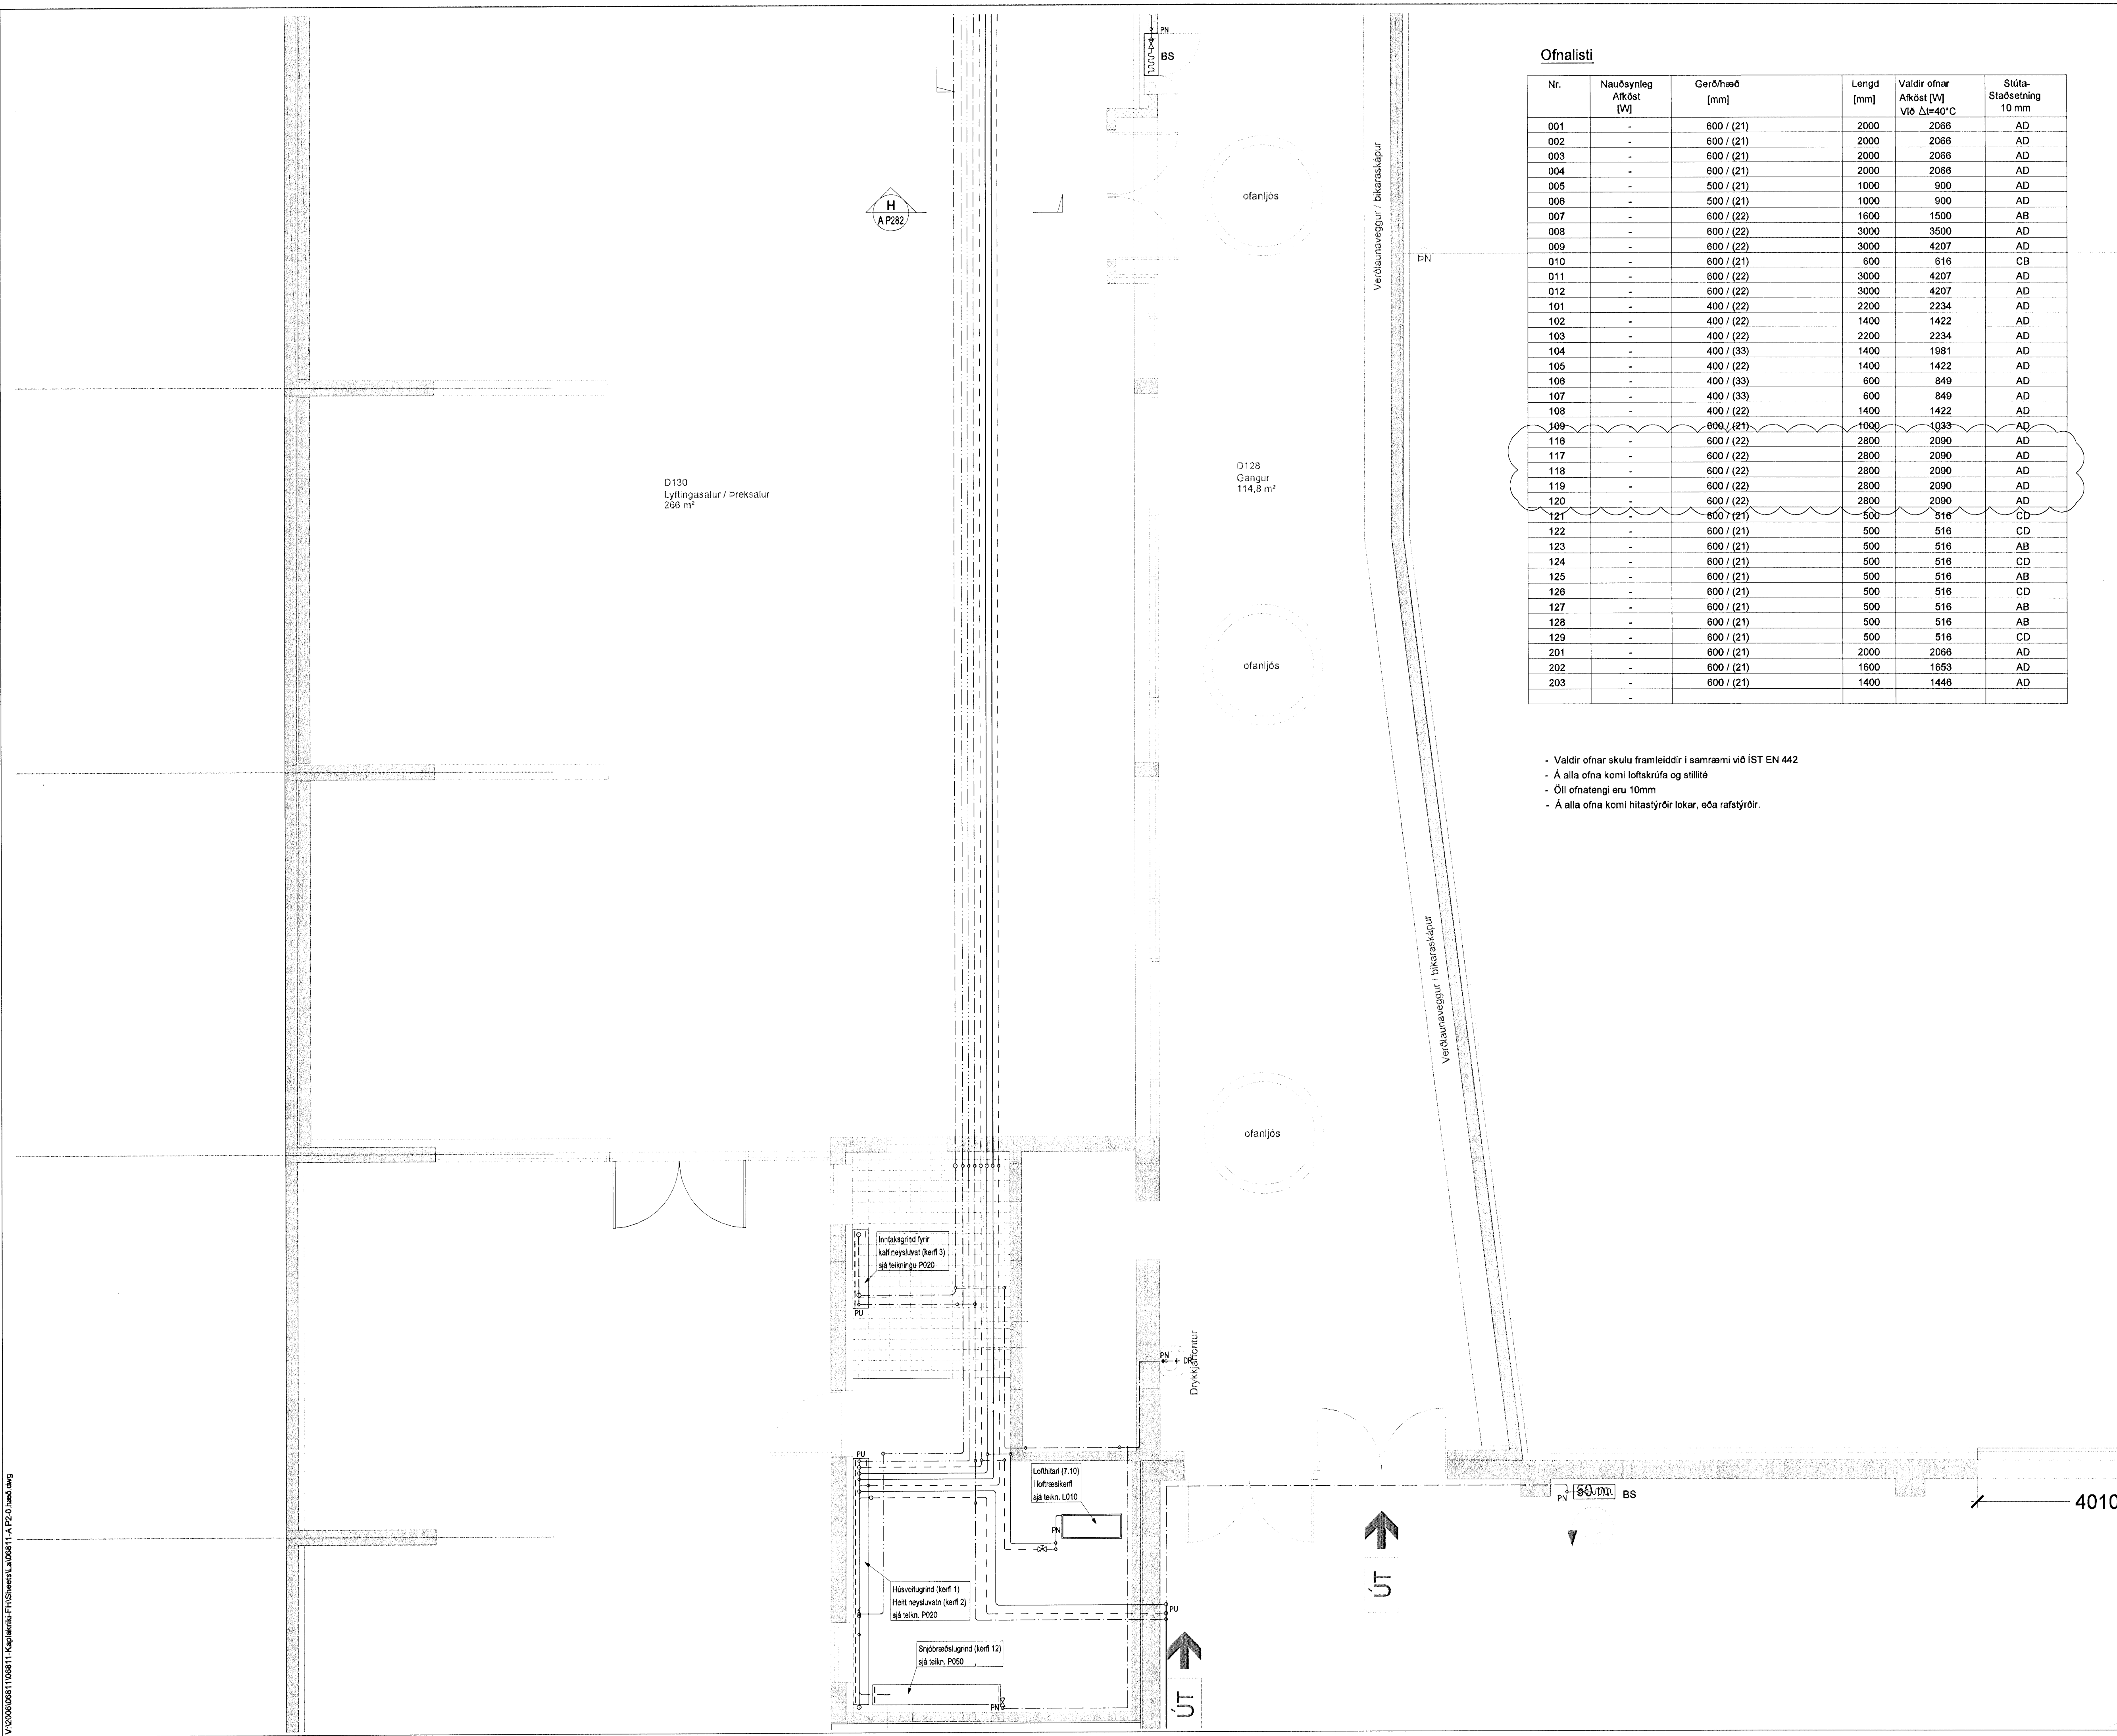 Ofnalisti
Nr. Nauðsynleg Afköst [W] Gerð/hæð [mm] Lengd [mm] Valdir ofnar Afköst [W] Við Δt=40°C Stúta-Staðsetning 10 mm
001 - 600 / (21) 2000 2066 AD
002 - 600 / (21) 2000 2066 AD
003 - 600 / (21) 2000 2066 AD
004 - 600 / (21) 2000 2066 AD
005 - 500 / (21) 1000 900 AD
006 - 500 / (21) 1000 900 AD
007 - 600 / (22) 1600 1500 AB
008 - 600 / (22) 3000 3500 AD
009 - 600 / (22) 3000 4207 AD
010 - 600 / (21) 600 616 CB
011 - 600 / (22) 3000 4207 AD
012 - 600 / (22) 3000 4207 AD
101 - 400 / (22) 2200 2234 AD
102 - 400 / (22) 1400 1422 AD
103 - 400 / (22) 2200 2234 AD
104 - 400 / (33) 1400 1981 AD
105 - 400 / (22) 1400 1422 AD
106 - 400 / (33) 600 849 AD
107 - 400 / (33) 600 849 AD
108 - 400 / (22) 1400 1422 AD
109 - 600 / (21) 1000 1033 AD
116 - 600 / (22) 2800 2090 AD
117 - 600 / (22) 2800 2090 AD
118 - 600 / (22) 2800 2090 AD
119 - 600 / (22) 2800 2090 AD
120 - 600 / (22) 2800 2090 AD
121 - 600 / (21) 500 516 CD
122 - 600 / (21) 500 516 CD
123 - 600 / (21) 500 516 AB
124 - 600 / (21) 500 516 CD
125 - 600 / (21) 500 516 AB
126 - 600 / (21) 500 516 CD
127 - 600 / (21) 500 516 AB
128 - 600 / (21) 500 516 AB
129 - 600 / (21) 500 516 CD
201 - 600 / (21) 2000 2066 AD
202 - 600 / (21) 1600 1653 AD
203 - 600 / (21) 1400 1446 AD
-
- Valdir ofnar skulu framleiddir í samræmi við ÍST EN 442
- Á alla ofna komi loftskrúfa og stillité
- Öll ofnatengi eru 10mm
- Á alla ofna komi hitastýrðir lokar, eða rafstýrðir.
PN
BS
H
A P282
ofanljós
Verðlaunaveggur / bikaraskápur
ÞN
D130
Lyftingasalur / Þreksalur
266 m²
D128
Gangur
114,8 m²
ofanljós
Verðlaunaveggur / bikaraskápur
ofanljós
Inntaksgrind fyrir
kalt neysluvat (kerfi 3)
sjá teikningu P020
PU
PN
DR
Drykkjarfontur
PU
Lofthitari (7.10)
í loftræsikerfi
sjá teikn. L010
PN
PN
BS
4010
Húsveitugrind (kerfi 1)
Heitt neysluvatn (kerfi 2)
sjá teikn. P020
PU
ÚT
Snjóbræðslugrind (kerfi 12)
sjá teikn. P050
PN
ÚT
V:\2006\06811\06811-Kaplakriki-FH\Sheets\La\06811-A P2-0.hæð.dwg